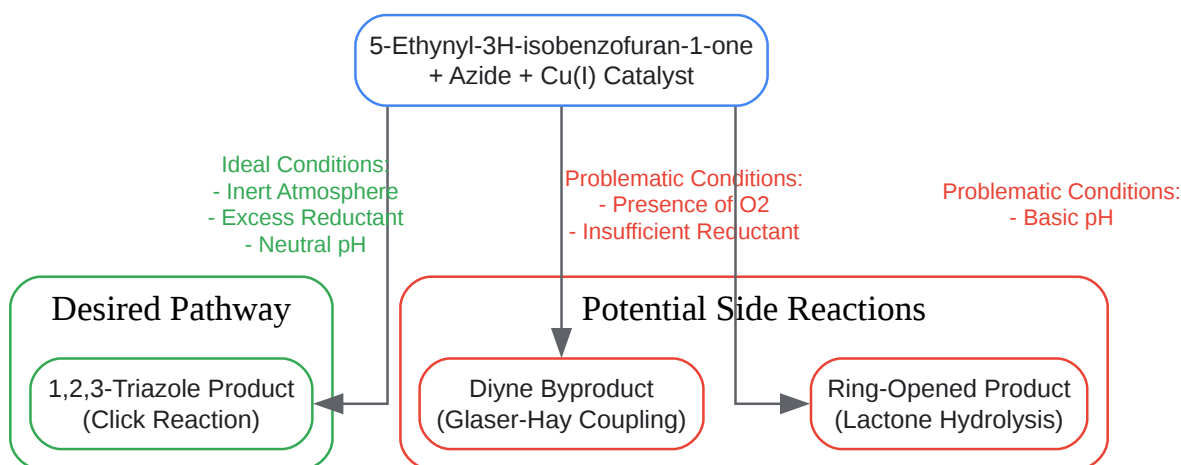 5-Ethynyl-3H-isobenzofuran-1-one
+ Azide + Cu(I) Catalyst
Ideal Conditions:
- Inert Atmosphere
- Excess Reductant
- Neutral pH
Problematic Conditions:
- Presence of O2
- Insufficient Reductant
Problematic Conditions:
- Basic pH
Desired Pathway
1,2,3-Triazole Product
(Click Reaction)
Potential Side Reactions
Diyne Byproduct
(Glaser-Hay Coupling)
Ring-Opened Product
(Lactone Hydrolysis)